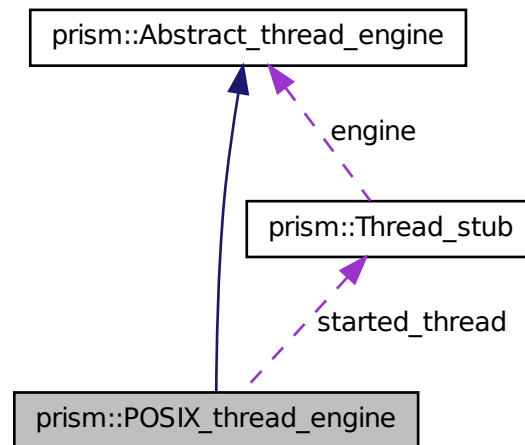 prism::Abstract_thread_engine
engine
prism::Thread_stub
started_thread
prism::POSIX_thread_engine